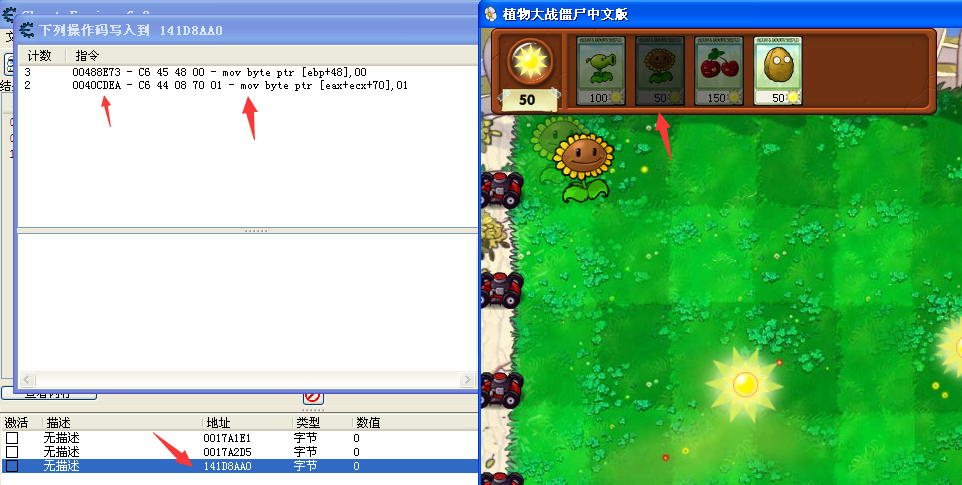 下列操作码写入到 141D8AA0
计数 指令
3 00488E73 - C6 45 48 00 - mov byte ptr [ebp+48],00
2 0040CDEA - C6 44 08 70 01 - mov byte ptr [eax+ecx+70],01
激活 描述 地址 类型 数值
无描述 0017A1E1 字节 0
无描述 0017A2D5 字节 0
无描述 141D8AA0 字节 0
植物大战僵尸中文版
50
100
50
150
50